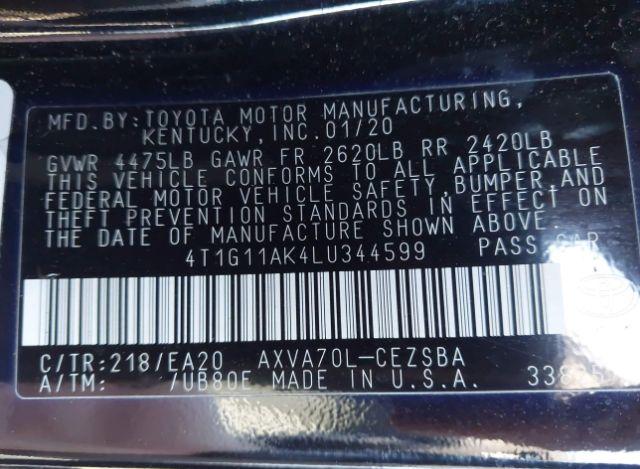 MFD.BY:TOYOTA MOTOR MANUFACTURING,
KENTUCKY,INC.01/20
GVWR 4475LB GAWR FR 2620LB RR 2420LB
THIS VEHICLE CONFORMS TO ALL APPLICABLE
FEDERAL MOTOR VEHICLE SAFETY,BUMPER,AND
THEFT PREVENTION STANDARDS IN EFFECT ON
THE DATE OF MANUFACTURE SHOWN ABOVE.
4T1G11AK4LU344599 PASS CAR
C/TR:218/EA20 AXVA70L-CEZSBA
A/TM: /UB80E MADE IN U.S.A.